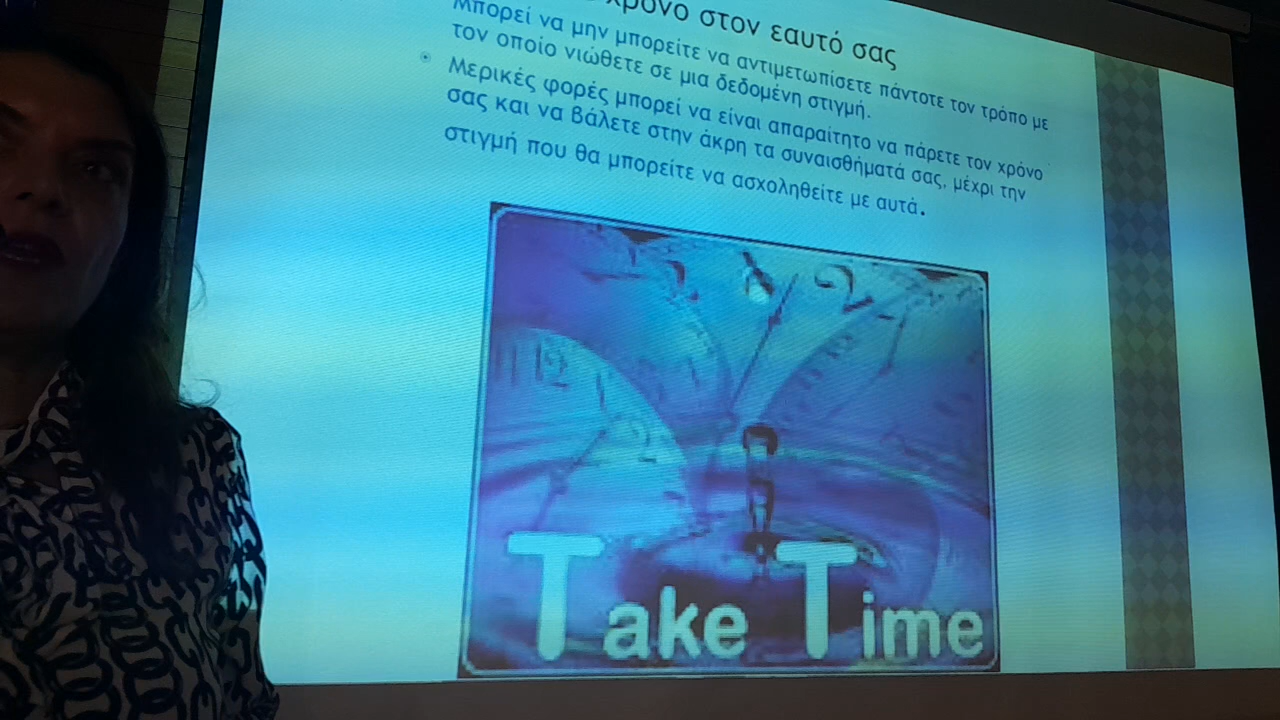 χρόνο στον εαυτό σας
Μπορεί να μην μπορείτε να αντιμετωπίσετε πάντοτε τον τρόπο με
τον οποίο νιώθετε σε μια δεδομένη στιγμή.
Μερικές φορές μπορεί να είναι απαραίτητο να πάρετε τον χρόνο
σας και να βάλετε στην άκρη τα συναισθήματά σας, μέχρι την
στιγμή που θα μπορείτε να ασχοληθείτε με αυτά.
Take Time